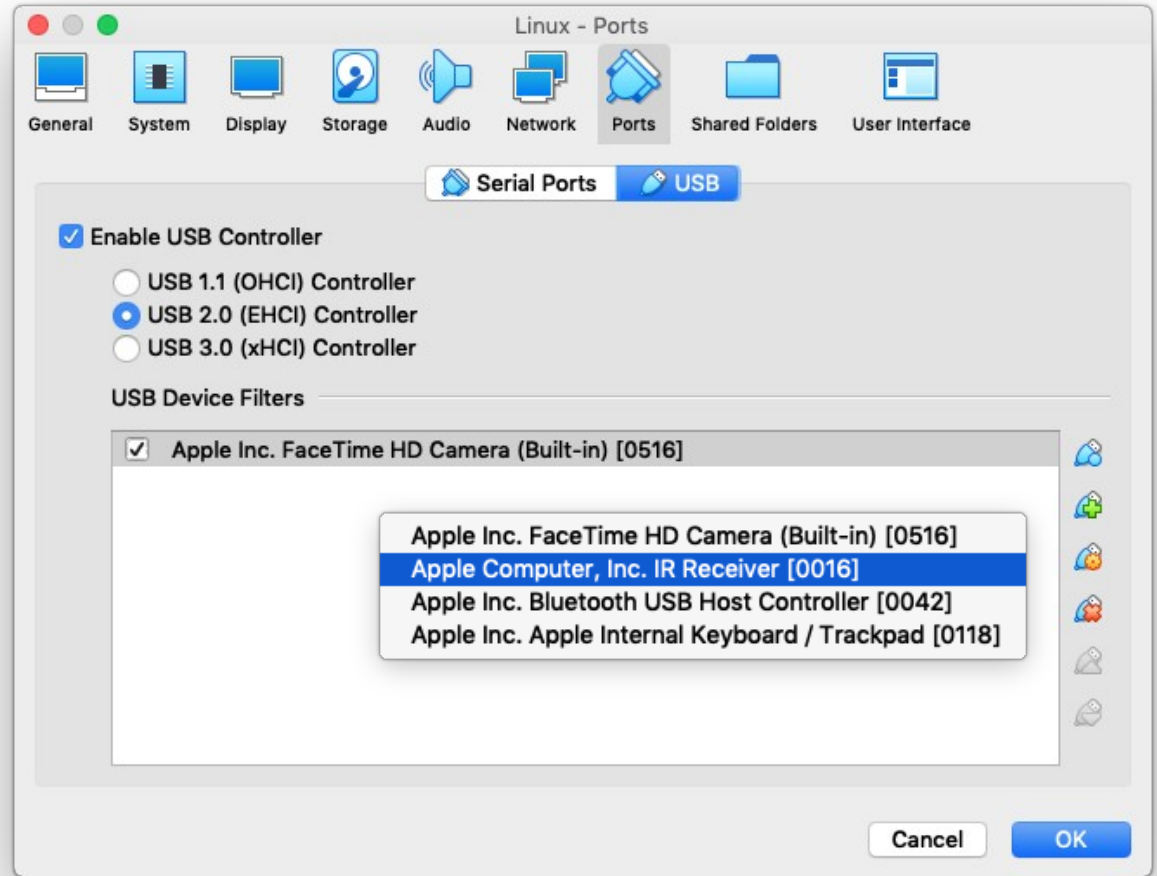 Linux - Ports
General System Display Storage Audio Network Ports Shared Folders User Interface
Serial Ports USB
Enable USB Controller
USB 1.1 (OHCI) Controller
USB 2.0 (EHCI) Controller
USB 3.0 (xHCI) Controller
USB Device Filters
Apple Inc. FaceTime HD Camera (Built-in) [0516]
Apple Inc. FaceTime HD Camera (Built-in) [0516]
Apple Computer, Inc. IR Receiver [0016]
Apple Inc. Bluetooth USB Host Controller [0042]
Apple Inc. Apple Internal Keyboard / Trackpad [0118]
Cancel OK